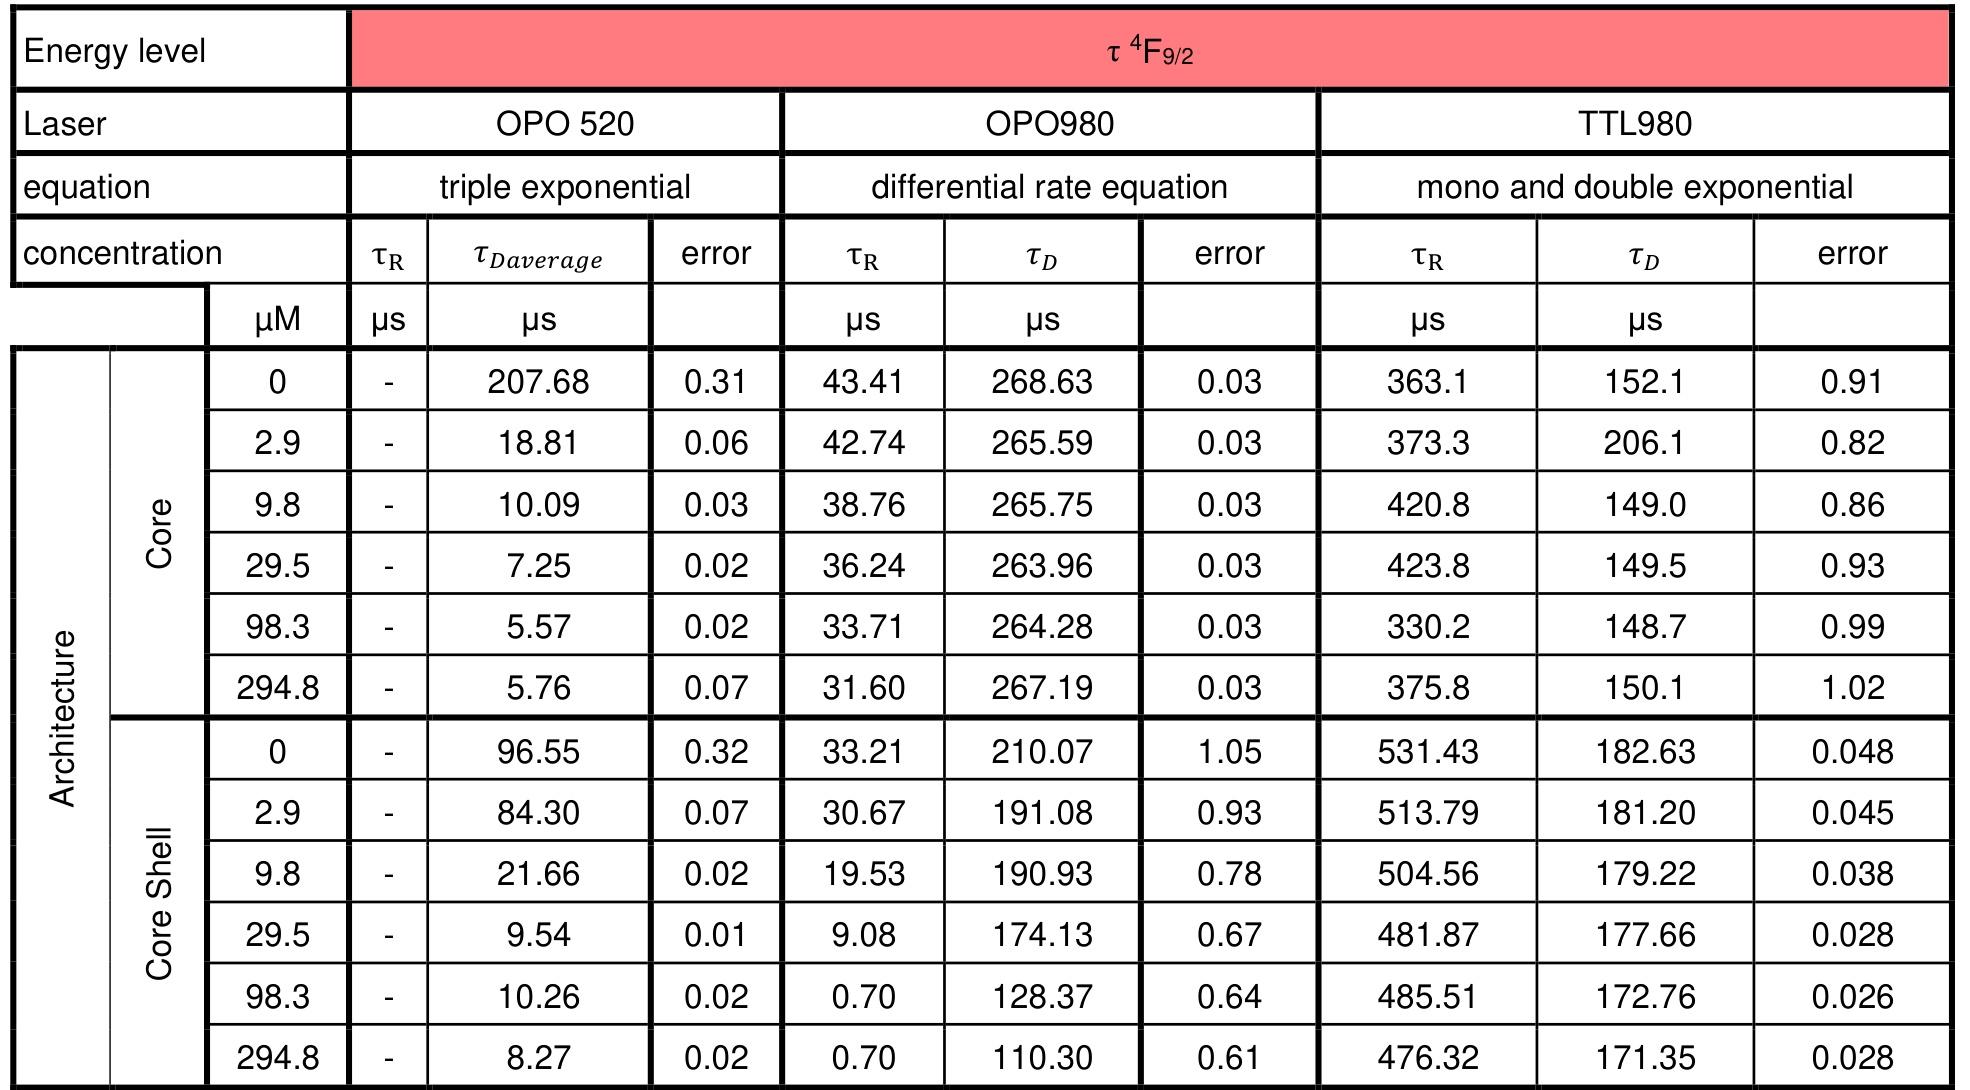 Energy level τ ⁴F₉/₂
Laser OPO 520 OPO980 TTL980
equation triple exponential differential rate equation mono and double exponential
concentration τR τDaverage error τR τD error τR τD error
µM µs µs µs µs µs µs
Architecture
Core
0 - 207.68 0.31 43.41 268.63 0.03 363.1 152.1 0.91
2.9 - 18.81 0.06 42.74 265.59 0.03 373.3 206.1 0.82
9.8 - 10.09 0.03 38.76 265.75 0.03 420.8 149.0 0.86
29.5 - 7.25 0.02 36.24 263.96 0.03 423.8 149.5 0.93
98.3 - 5.57 0.02 33.71 264.28 0.03 330.2 148.7 0.99
294.8 - 5.76 0.07 31.60 267.19 0.03 375.8 150.1 1.02
Core Shell
0 - 96.55 0.32 33.21 210.07 1.05 531.43 182.63 0.048
2.9 - 84.30 0.07 30.67 191.08 0.93 513.79 181.20 0.045
9.8 - 21.66 0.02 19.53 190.93 0.78 504.56 179.22 0.038
29.5 - 9.54 0.01 9.08 174.13 0.67 481.87 177.66 0.028
98.3 - 10.26 0.02 0.70 128.37 0.64 485.51 172.76 0.026
294.8 - 8.27 0.02 0.70 110.30 0.61 476.32 171.35 0.028